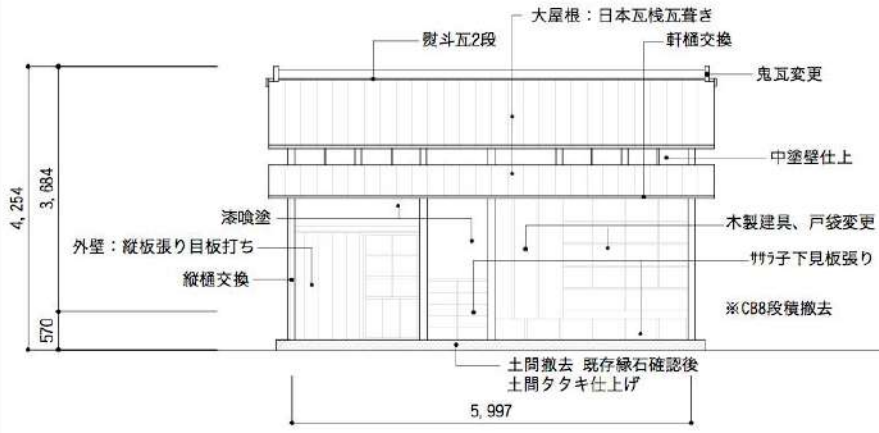 大屋根：日本瓦桟瓦葺き
熨斗瓦2段
軒樋交換
鬼瓦変更
中塗壁仕上
4,254
3,684
570
漆喰塗
外壁：縦板張り目板打ち
縦樋交換
木製建具、戸袋変更
ｻｻﾗ子下見板張り
※CB8段積撤去
土間撤去 既存縁石確認後
土間タタキ仕上げ
5,997